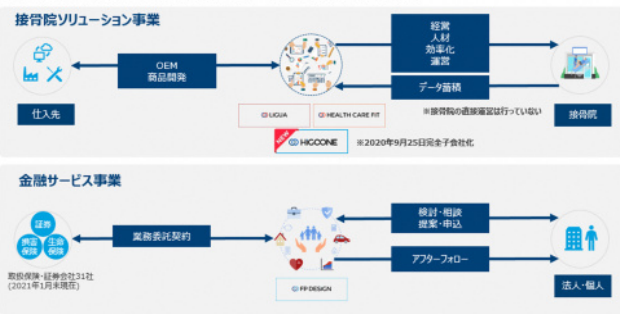 接骨院ソリューション事業
経営
人材
効率化
運営
OEM
商品開発
データ蓄積
仕入先
LIGUA
HEALTH CARE FIT
※接骨院の直接運営は行っていない
接骨院
NEW
HIGOONE
※2020年9月25日完全子会社化
金融サービス事業
証券
損害
保険
生命
保険
業務委託契約
検討・相談
提案・申込
アフターフォロー
取扱保険・証券会社31社
(2021年1月末現在)
FP DESIGN
法人・個人